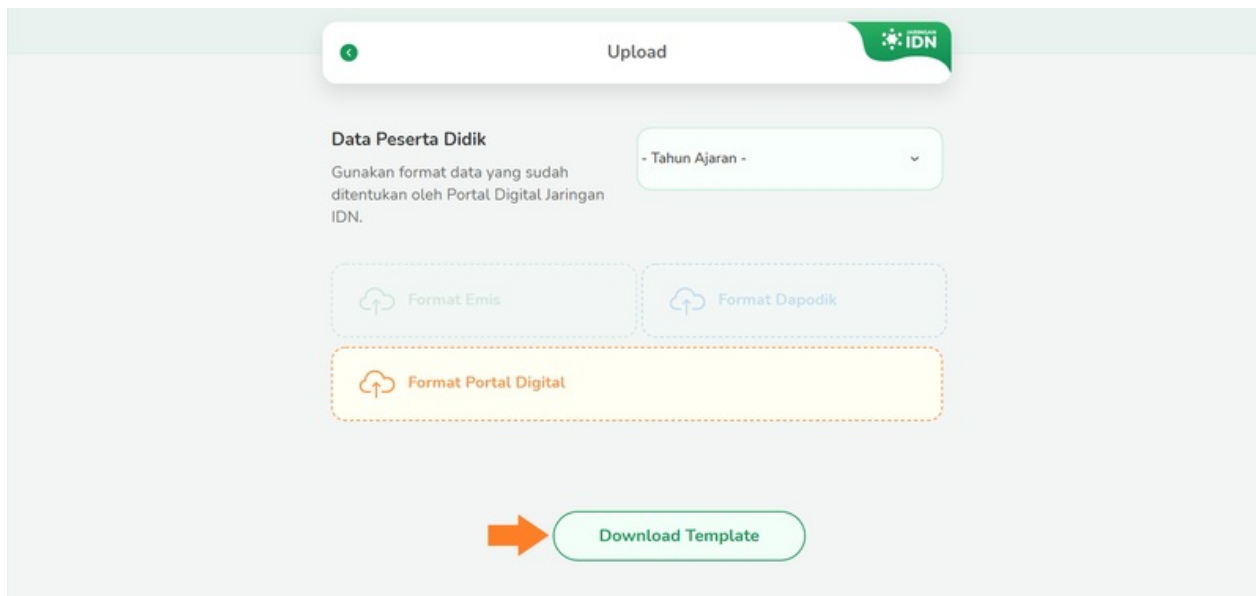 Upload
JARINGAN
IDN
Data Peserta Didik
- Tahun Ajaran -
Gunakan format data yang sudah
ditentukan oleh Portal Digital Jaringan
IDN.
Format Emis
Format Dapodik
Format Portal Digital
Download Template